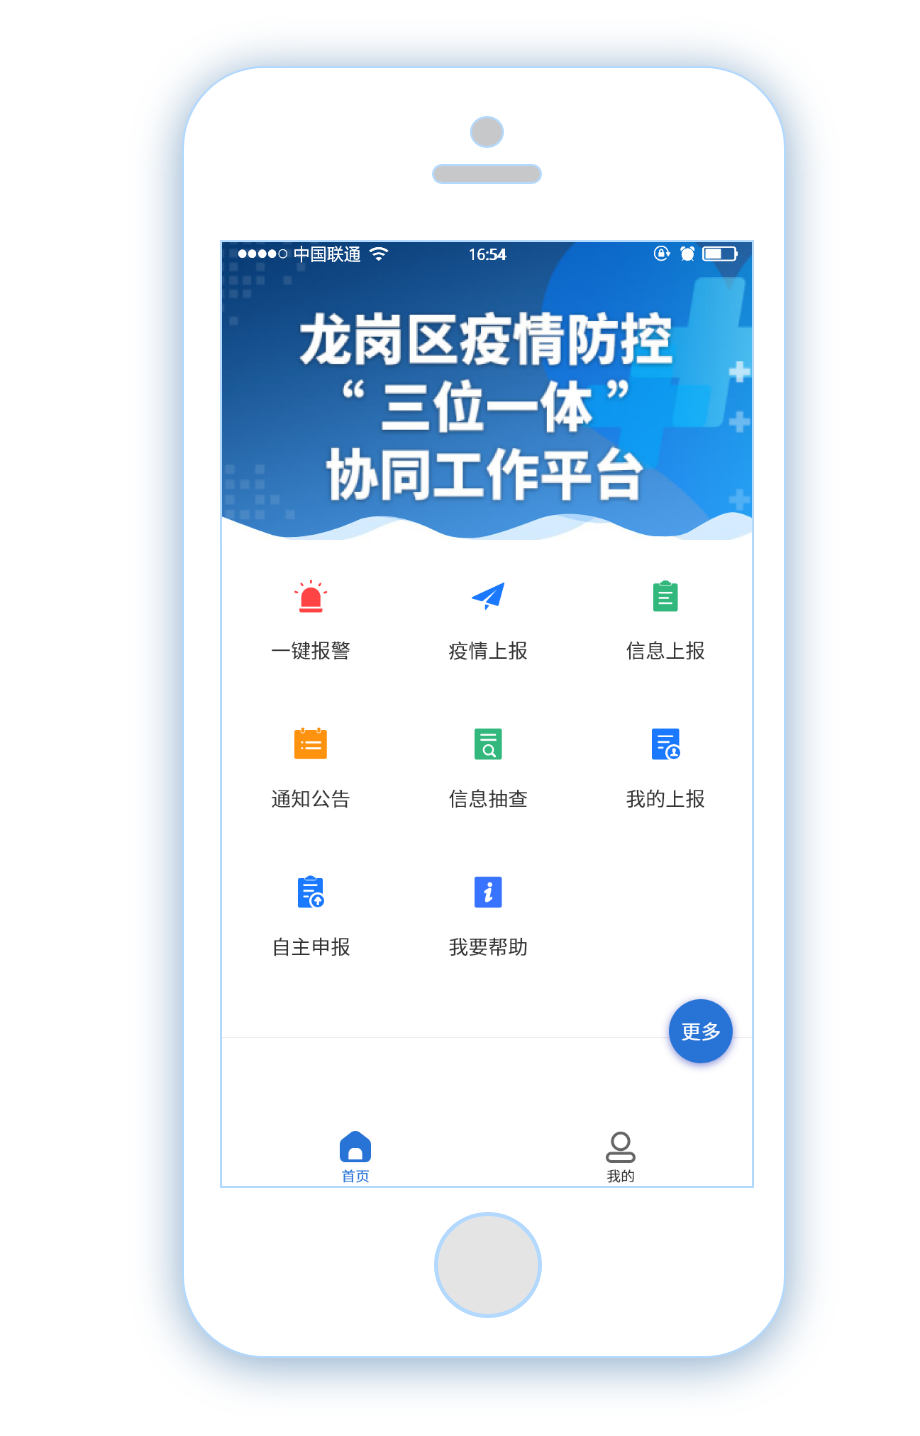 中国联通 16:54
龙岗区疫情防控
“三位一体”
协同工作平台
一键报警 疫情上报 信息上报
通知公告 信息抽查 我的上报
自主申报 我要帮助
更多
首页 我的